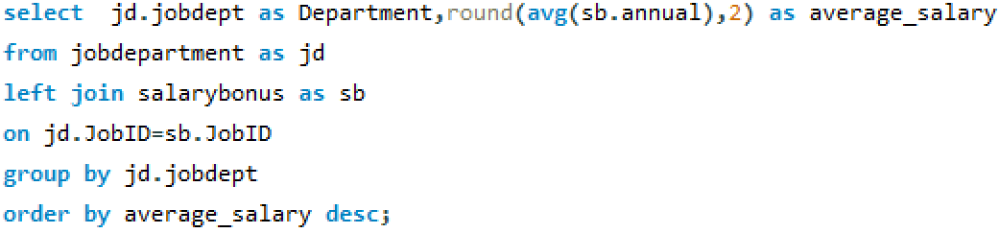 select  jd.jobdept as Department,round(avg(sb.annual),2) as average_salary
from jobdepartment as jd
left join salarybonus as sb
on jd.JobID=sb.JobID
group by jd.jobdept
order by average_salary desc;